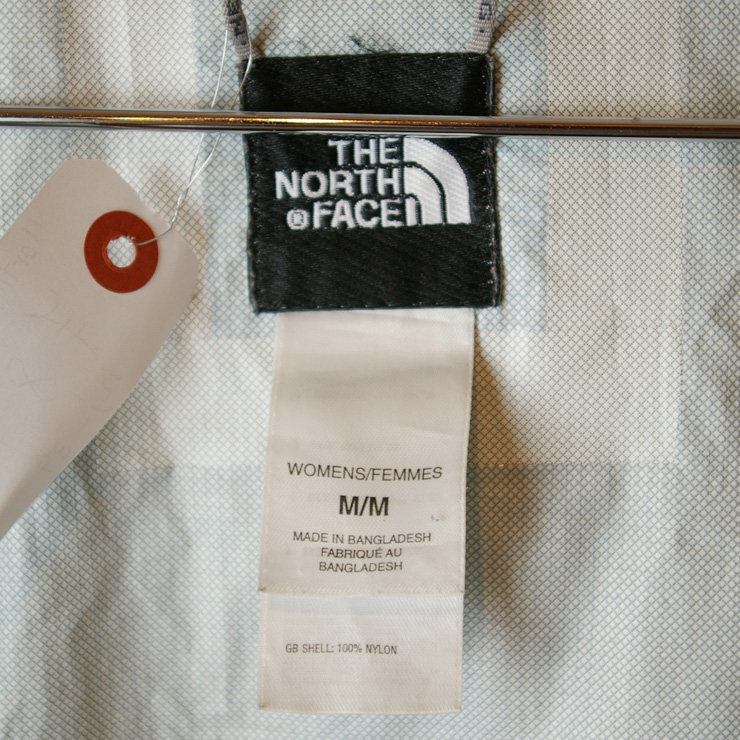 THE
NORTH
® FACE
WOMENS/FEMMES
M/M
MADE IN BANGLADESH
FABRIQUÉ AU
BANGLADESH
GB SHELL: 100% NYLON